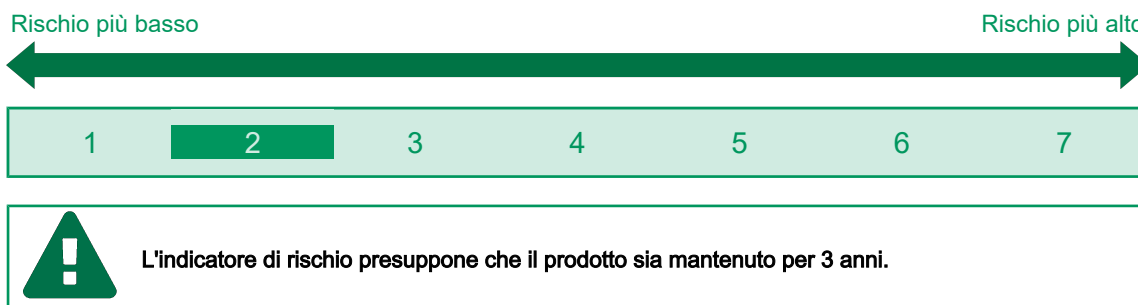 Rischio più basso Rischio più alto
1 2 3 4 5 6 7
L'indicatore di rischio presuppone che il prodotto sia mantenuto per 3 anni.